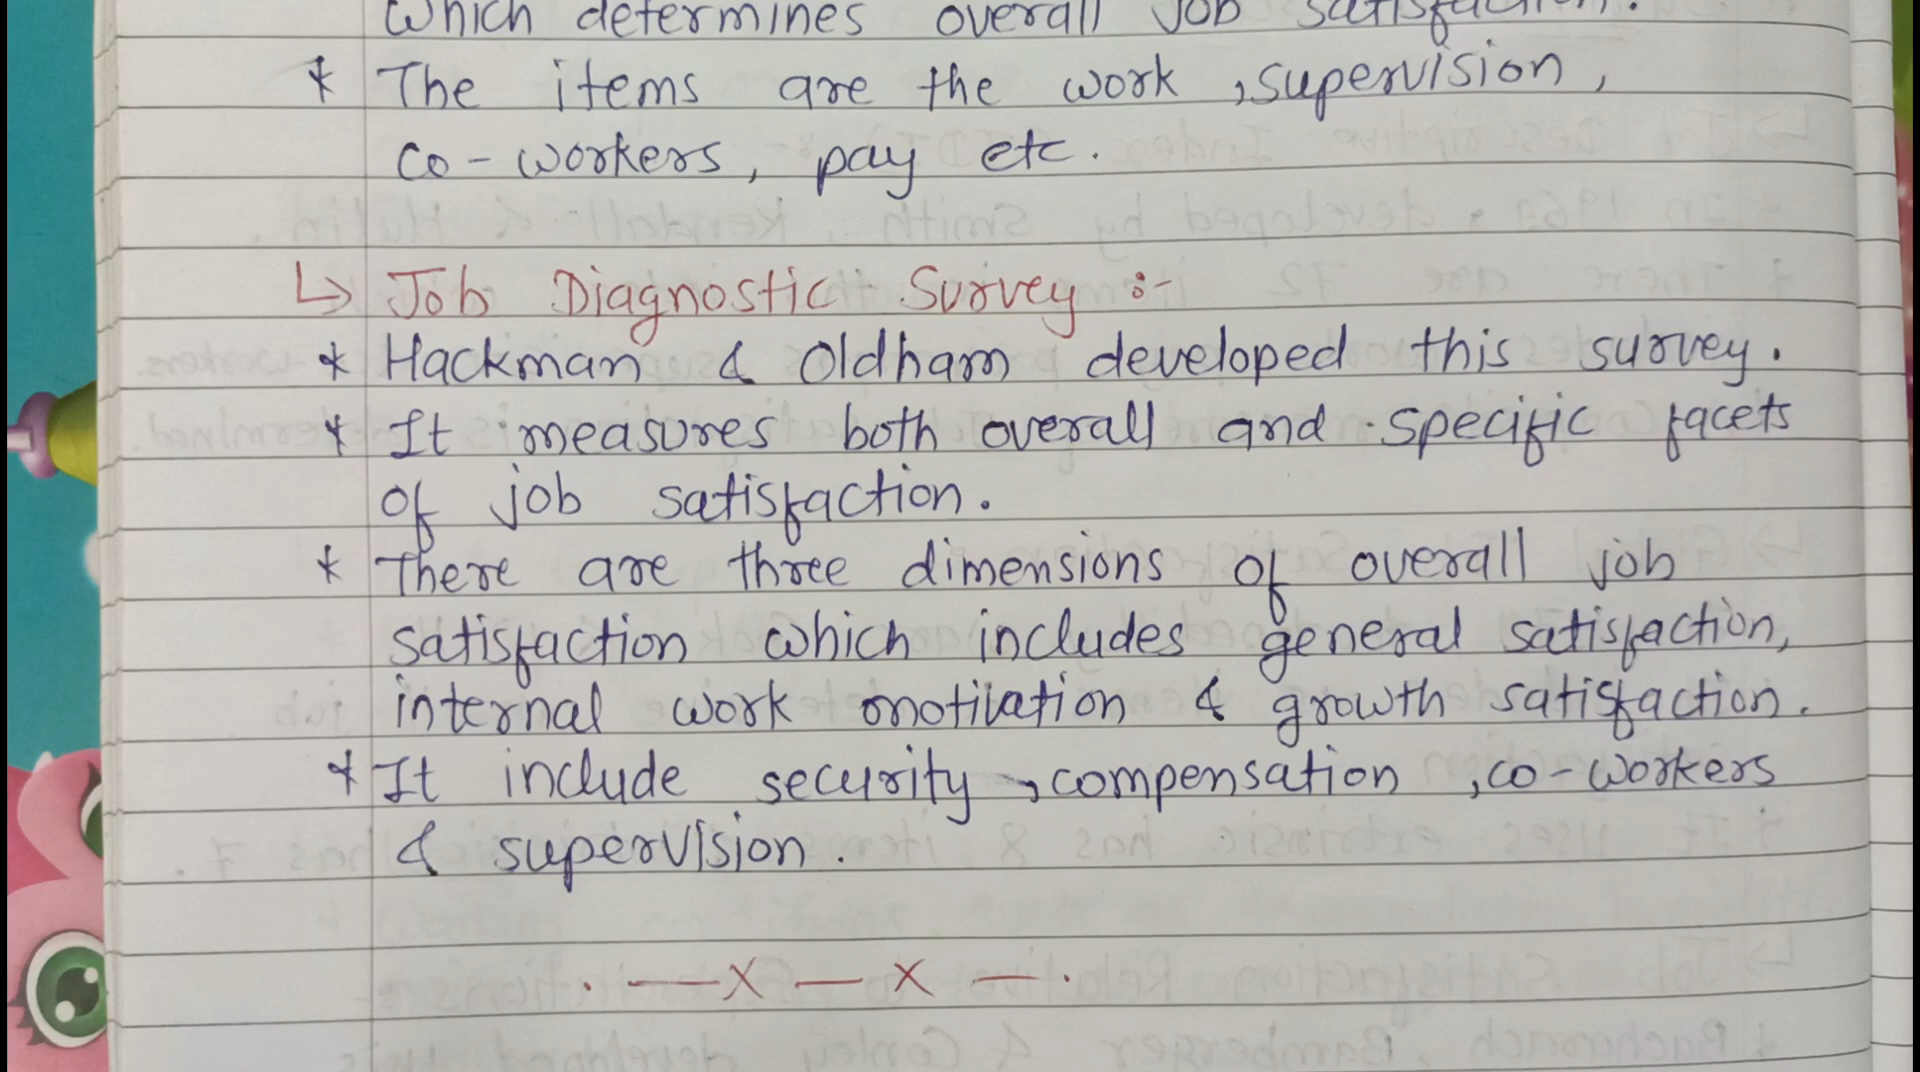 which determines overall Job satisfaction.
* The items are the work , supervision ,
co-workers, pay etc.
↳ Job Diagnostic Survey :-
* Hackman & Oldham developed this survey.
* It measures both overall and specific facets
of job satisfaction.
* There are three dimensions of overall job
satisfaction which includes general satisfaction,
internal work motivation & growth satisfaction.
* It include security , compensation , co-workers
& supervision .
. — X — X — .